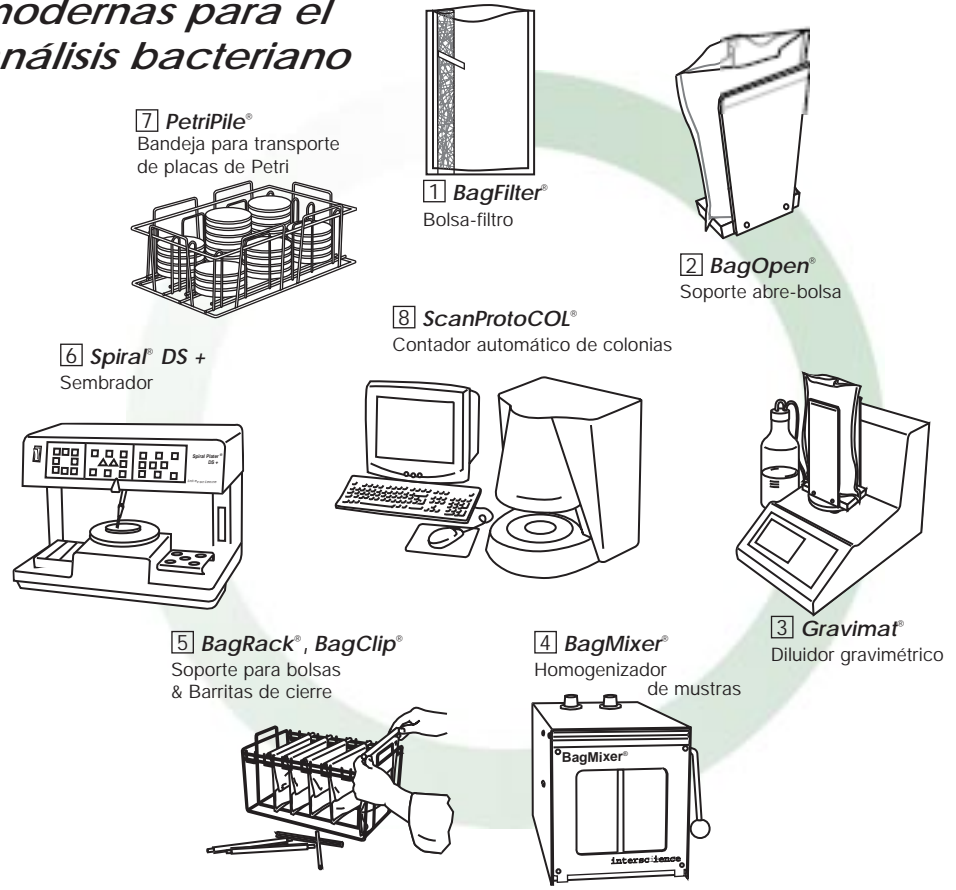 modernas para el
análisis bacteriano
7 PetriPile®
Bandeja para transporte
de placas de Petri
1 BagFilter®
Bolsa-filtro
2 BagOpen®
Soporte abre-bolsa
8 ScanProtoCOL®
Contador automático de colonias
6 Spiral® DS +
Sembrador
Spiral Plater®
DS +
3 Gravimat®
Diluidor gravimétrico
5 BagRack®, BagClip®
Soporte para bolsas
& Barritas de cierre
4 BagMixer®
Homogenizador
de mustras
BagMixer®
interscience